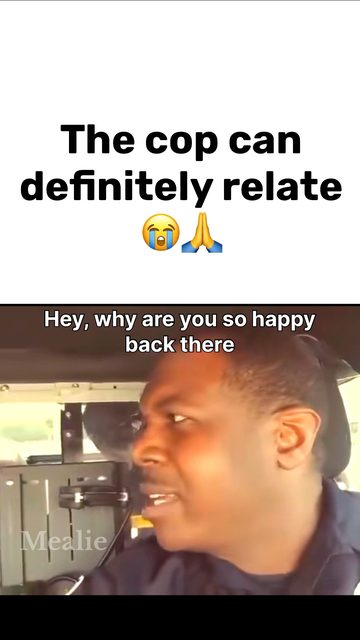 The cop can
definitely relate
😭🙏
Hey, why are you so happy
back there
Mealie